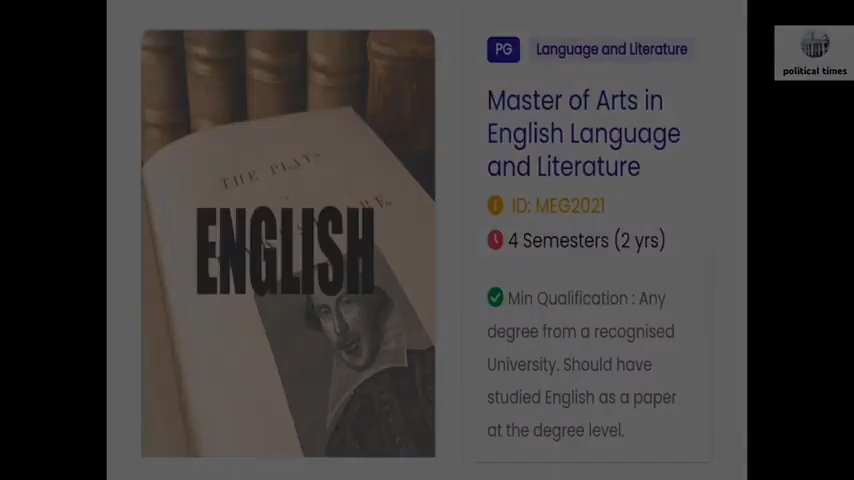 THE PLAYS
ENGLISH
PG
Language and Literature
Master of Arts in
English Language
and Literature
ID: MEG2021
4 Semesters (2 yrs)
Min Qualification : Any
degree from a recognised
University. Should have
studied English as a paper
at the degree level.
political times